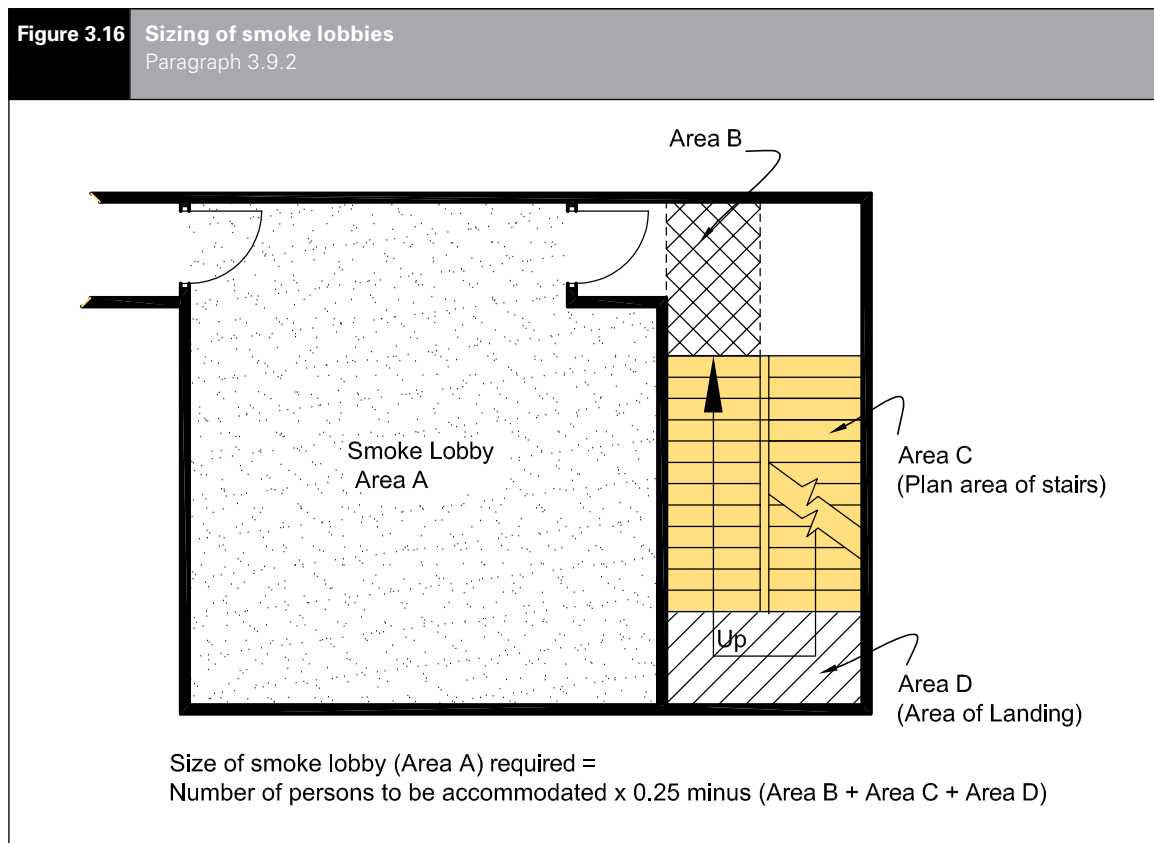 Figure 3.16
Sizing of smoke lobbies
Paragraph 3.9.2
Area B
Smoke Lobby
Area A
Area C
(Plan area of stairs)
Up
Area D
(Area of Landing)
Size of smoke lobby (Area A) required =
Number of persons to be accommodated x 0.25 minus (Area B + Area C + Area D)